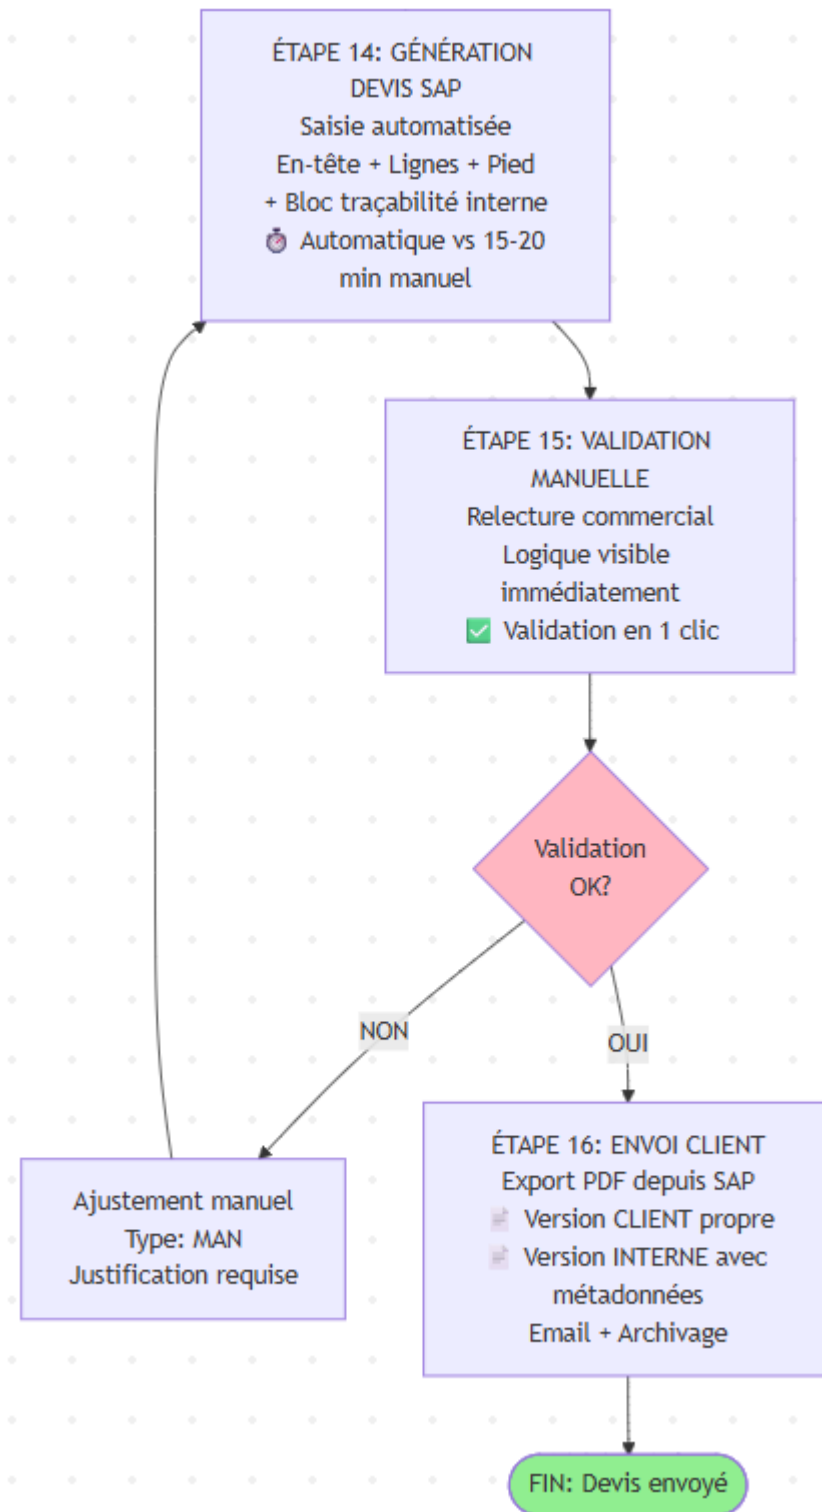 ÉTAPE 14: GÉNÉRATION
DEVIS SAP
Saisie automatisée
En-tête + Lignes + Pied
+ Bloc traçabilité interne
⏱ Automatique vs 15-20
min manuel
ÉTAPE 15: VALIDATION
MANUELLE
Relecture commercial
Logique visible
immédiatement
✅ Validation en 1 clic
Validation
OK?
NON
OUI
Ajustement manuel
Type: MAN
Justification requise
ÉTAPE 16: ENVOI CLIENT
Export PDF depuis SAP
📄 Version CLIENT propre
📄 Version INTERNE avec
métadonnées
Email + Archivage
FIN: Devis envoyé